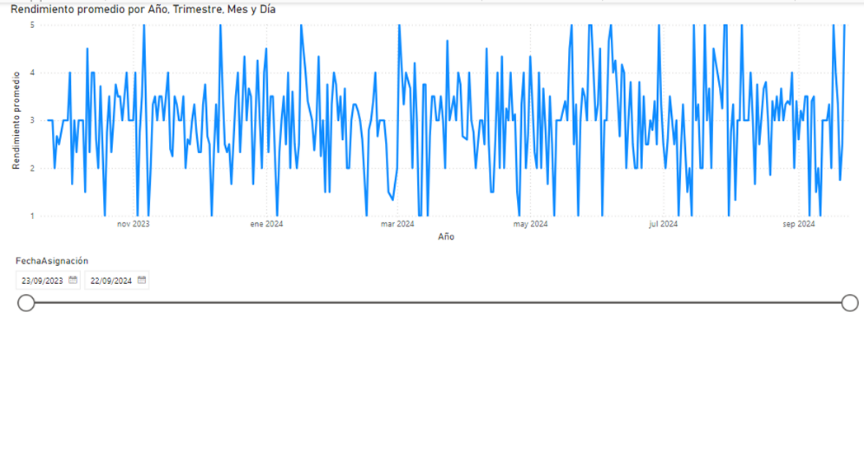 Rendimiento promedio por Año, Trimestre, Mes y Día
Rendimiento promedio
5
4
3
2
1
nov 2023
ene 2024
mar 2024
may 2024
jul 2024
sep 2024
Año
FechaAsignación
23/09/2023
22/09/2024